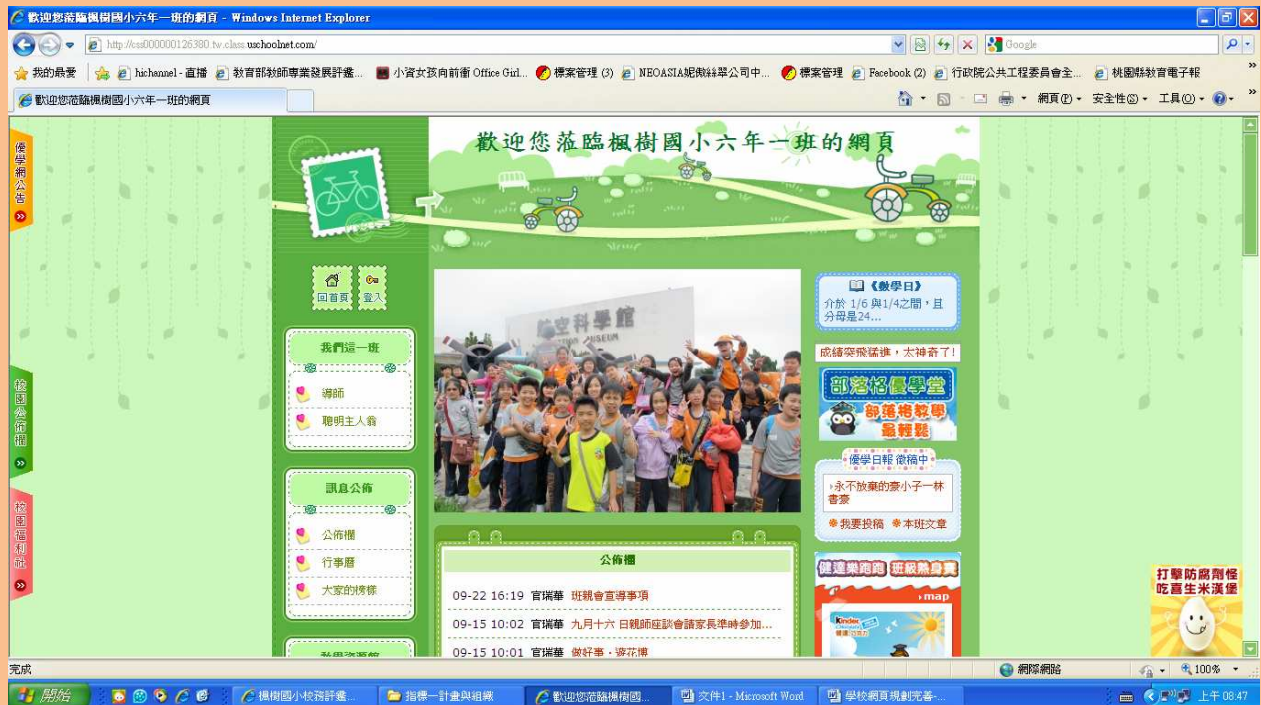 歡迎您蒞臨楓樹國小六年一班的網頁 - Windows Internet Explorer
http://css000000126380.tw.class.uschoolnet.com/
Google
我的最愛
hichannel - 直播
教育部教師專業發展評鑑...
小資女孩向前衝 Office Girl...
標案管理 (3)
NEOASIA妮傲絲翠公司中...
標案管理
Facebook (2)
行政院公共工程委員會全...
桃園縣教育電子報
歡迎您蒞臨楓樹國小六年一班的網頁
網頁(P)
安全性(S)
工具(O)
優學網公告
校園公佈欄
校園福利社
歡迎您蒞臨楓樹國小六年一班的網頁
回首頁
登入
我們這一班
導師
聰明主人翁
訊息公佈
公佈欄
行事曆
大家的榜樣
教學資源館
航空科學館
公佈欄
09-22 16:19 官瑞華 班親會宣導事項
09-15 10:02 官瑞華 九月十六 日親師座談會請家長準時參加...
09-15 10:01 官瑞華 做好事‧遊花博
《數學日》
介於 1/6 與1/4之間，且
分母是24...
成績突飛猛進，太神奇了!
部落格優學堂
部落格教學
最輕鬆
優學日報 徵稿中
永不放棄的豪小子─林
書豪
我要投稿
本班文章
健達樂跑跑 班級熱身賽
map
Kinder
健達
打擊防腐劑怪
吃喜生米漢堡
完成
網際網路
100%
開始
楓樹國小校務評鑑...
指標一計畫與組織
歡迎您蒞臨楓樹國...
文件1 - Microsoft Word
學校網頁規劃完善-...
上午 08:47